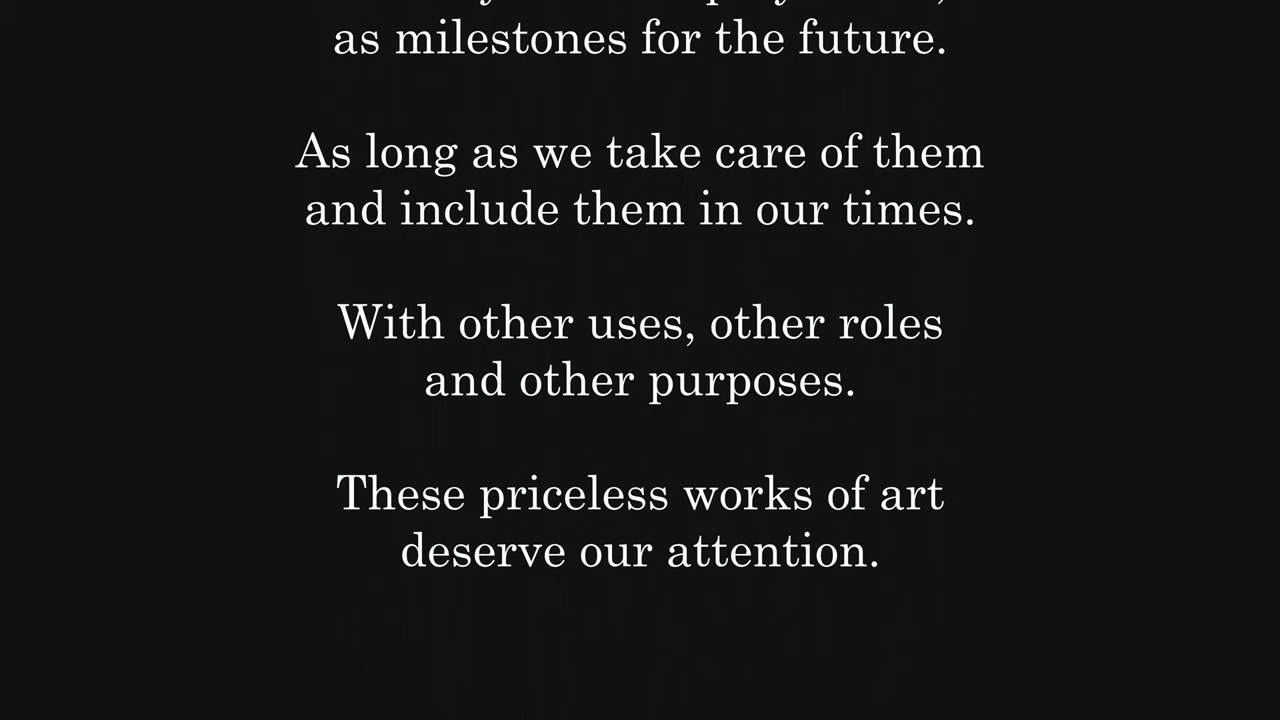 as milestones for the future.
As long as we take care of them
and include them in our times.
With other uses, other roles
and other purposes.
These priceless works of art
deserve our attention.